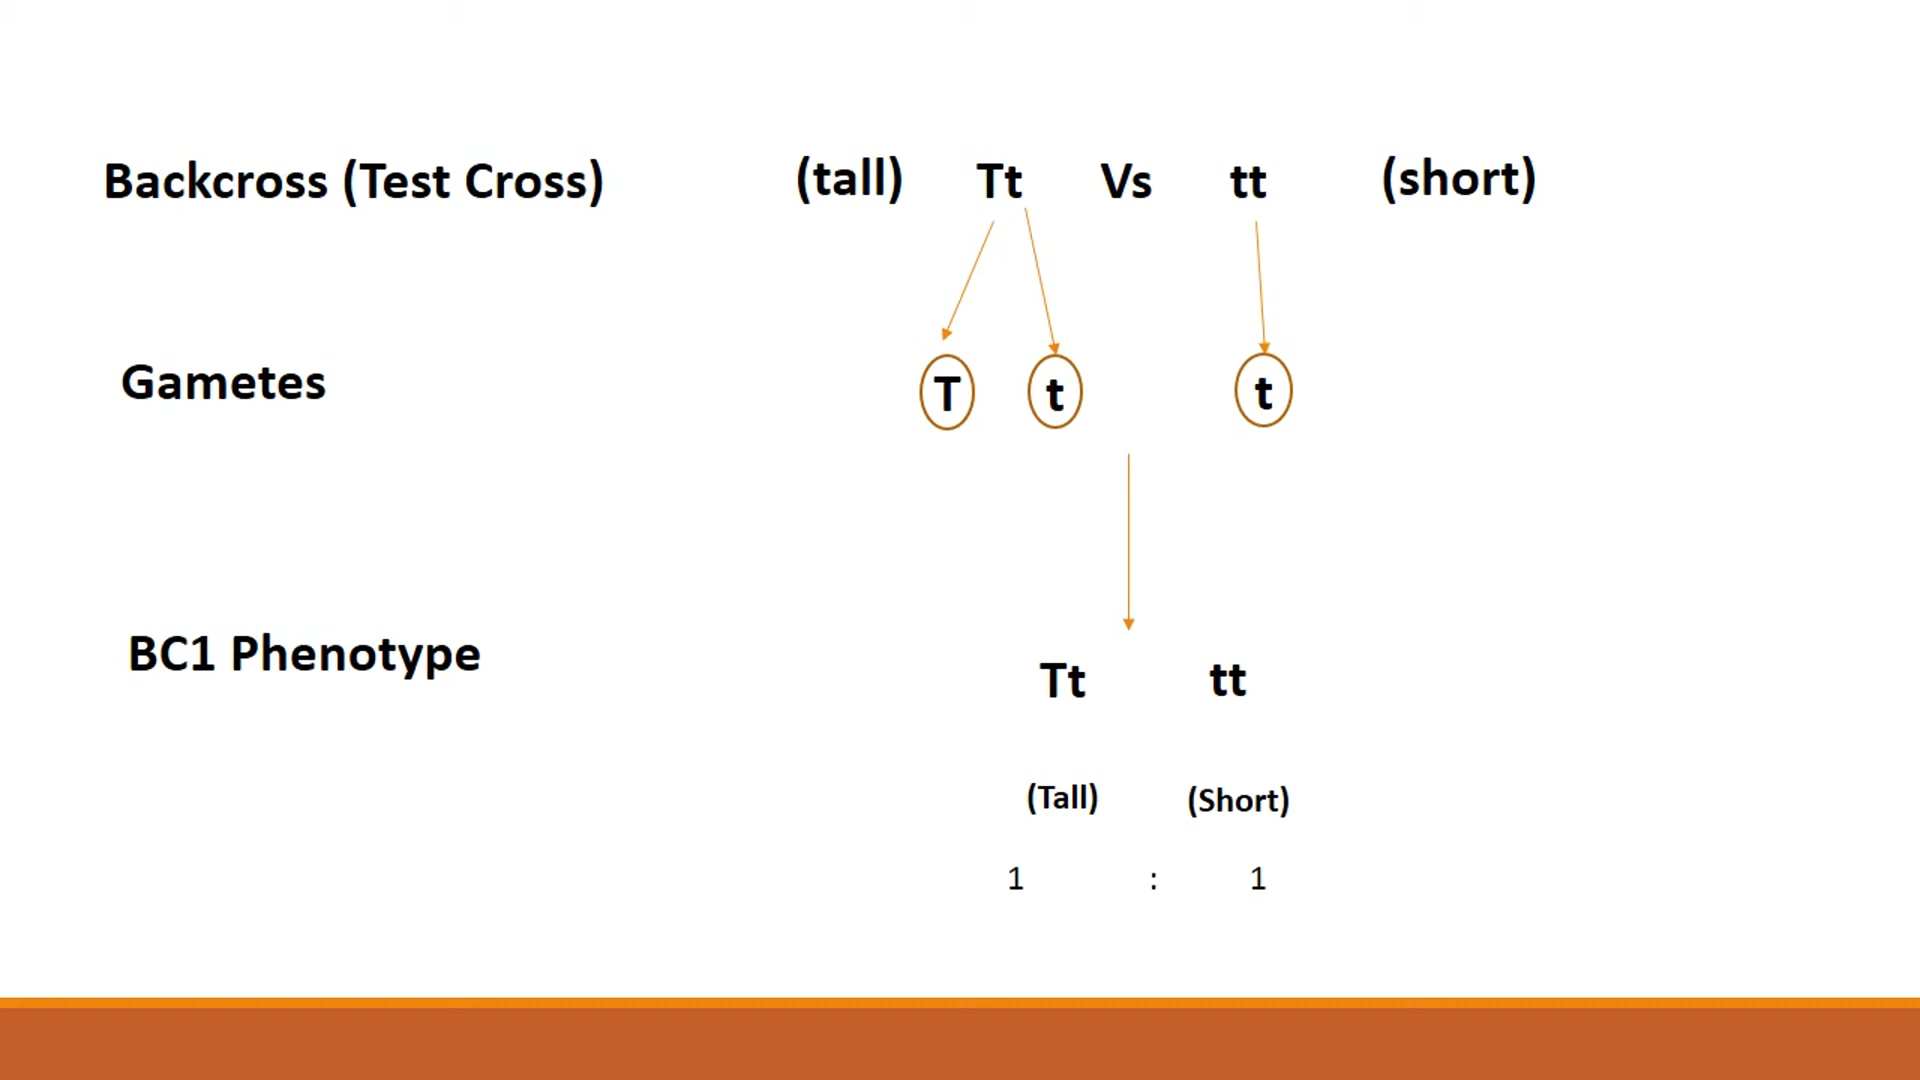 Backcross (Test Cross) (tall) Tt Vs tt (short)
Gametes T t t
BC1 Phenotype Tt tt
(Tall) (Short)
1 : 1